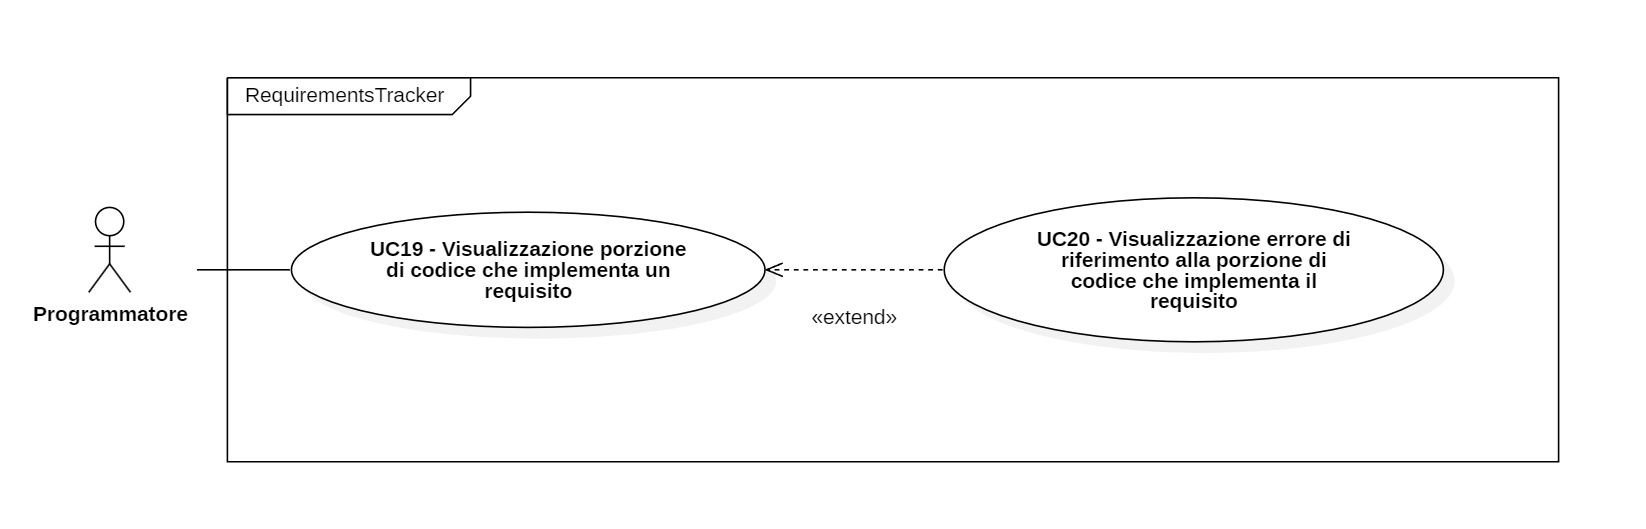 RequirementsTracker
Programmatore
UC19 - Visualizzazione porzione
di codice che implementa un
requisito
«extend»
UC20 - Visualizzazione errore di
riferimento alla porzione di
codice che implementa il
requisito